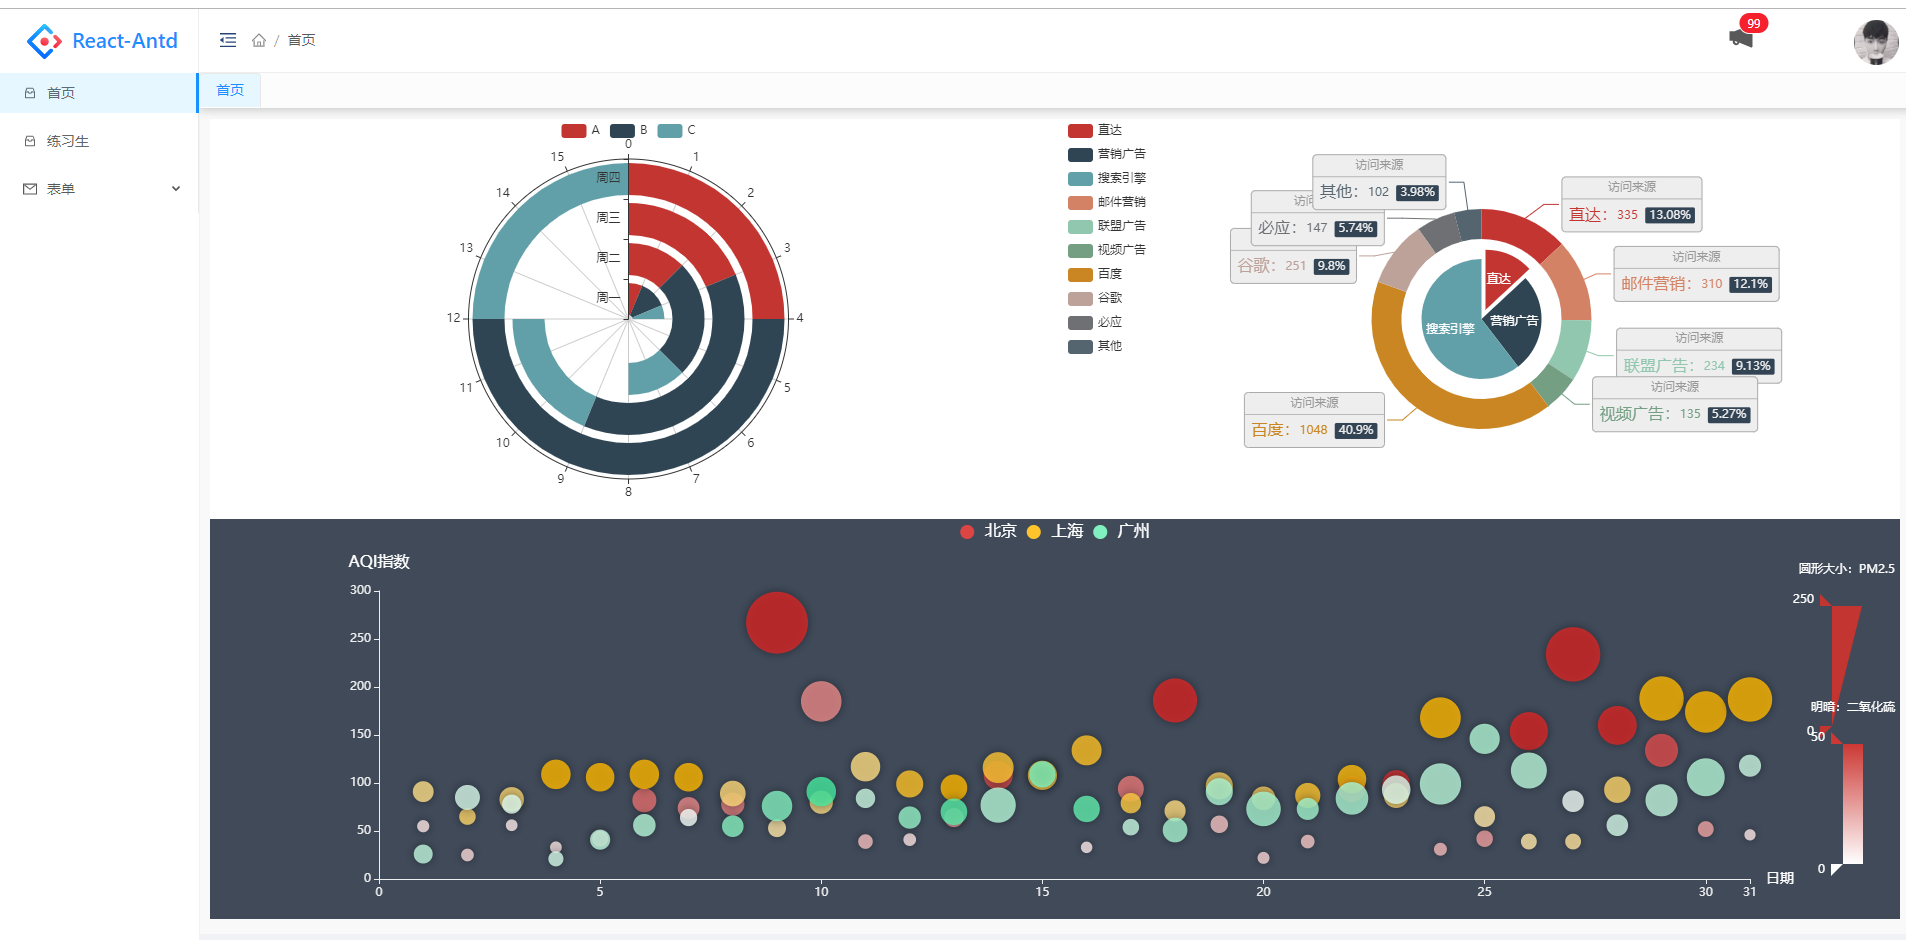 React-Antd
首页
99
首页
练习生
表单
首页
A
B
C
0
1
2
3
4
5
6
7
8
9
10
11
12
13
14
15
周四
周三
周二
周一
直达
营销广告
搜索引擎
邮件营销
联盟广告
视频广告
百度
谷歌
必应
其他
访问来源
其他：102 3.98%
必应：147 5.74%
谷歌：251 9.8%
访问来源
直达：335 13.08%
访问来源
邮件营销：310 12.1%
访问来源
联盟广告：234 9.13%
访问来源
视频广告：135 5.27%
访问来源
百度：1048 40.9%
直达
营销广告
搜索引擎
北京
上海
广州
AQI指数
300
250
200
150
100
50
0
0
5
10
15
20
25
30
31
日期
圆形大小：PM2.5
250
0
明暗：二氧化硫
50
0